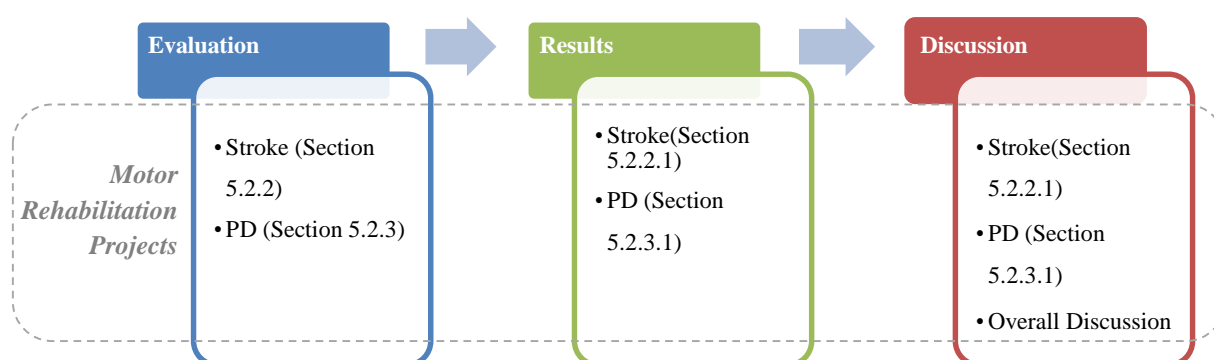 Evaluation
Results
Discussion
Motor
Rehabilitation
Projects
• Stroke (Section
5.2.2)
• PD (Section 5.2.3)
• Stroke(Section
5.2.2.1)
• PD (Section
5.2.3.1)
• Stroke(Section
5.2.2.1)
• PD (Section
5.2.3.1)
• Overall Discussion